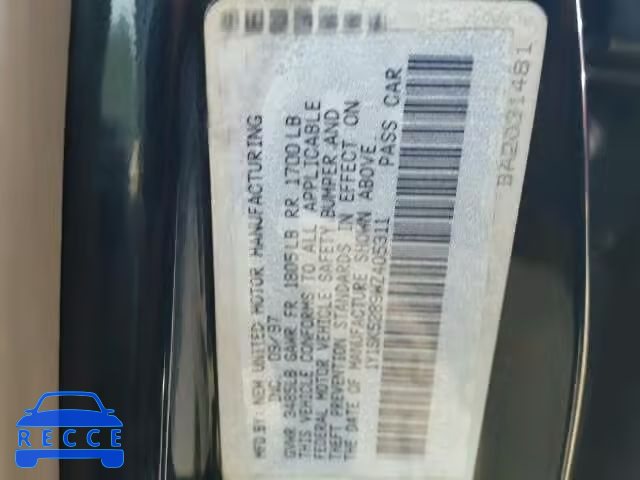 MFD.BY: NEW UNITED MOTOR MANUFACTURING
INC. 09/97
GVWR 3485LB GAWR FR 1805LB RR 1700LB
THIS VEHICLE CONFORMS TO ALL APPLICABLE
FEDERAL MOTOR VEHICLE SAFETY BUMPER AND
THEFT PREVENTION STANDARDS IN EFFECT ON
THE DATE OF MANUFACTURE SHOWN ABOVE.
1Y1SK5289WZ405311 PASS CAR
BA2031481
RECCE